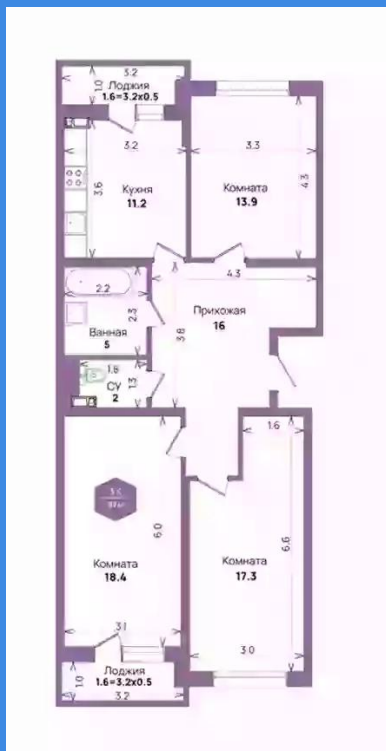 3.2
Лоджия
1.0
1.6=3.2x0.5
3.2
3.3
3.6
Кухня
11.2
Комната
13.9
4.3
4.3
2.2
2.3
Ванная
5
3.8
Прихожая
16
1.8
1.3
СУ
2
1.6
6.0
6.6
Комната
18.4
Комната
17.3
3.1
3.0
Лоджия
1.0
1.6=3.2x0.5
3.2